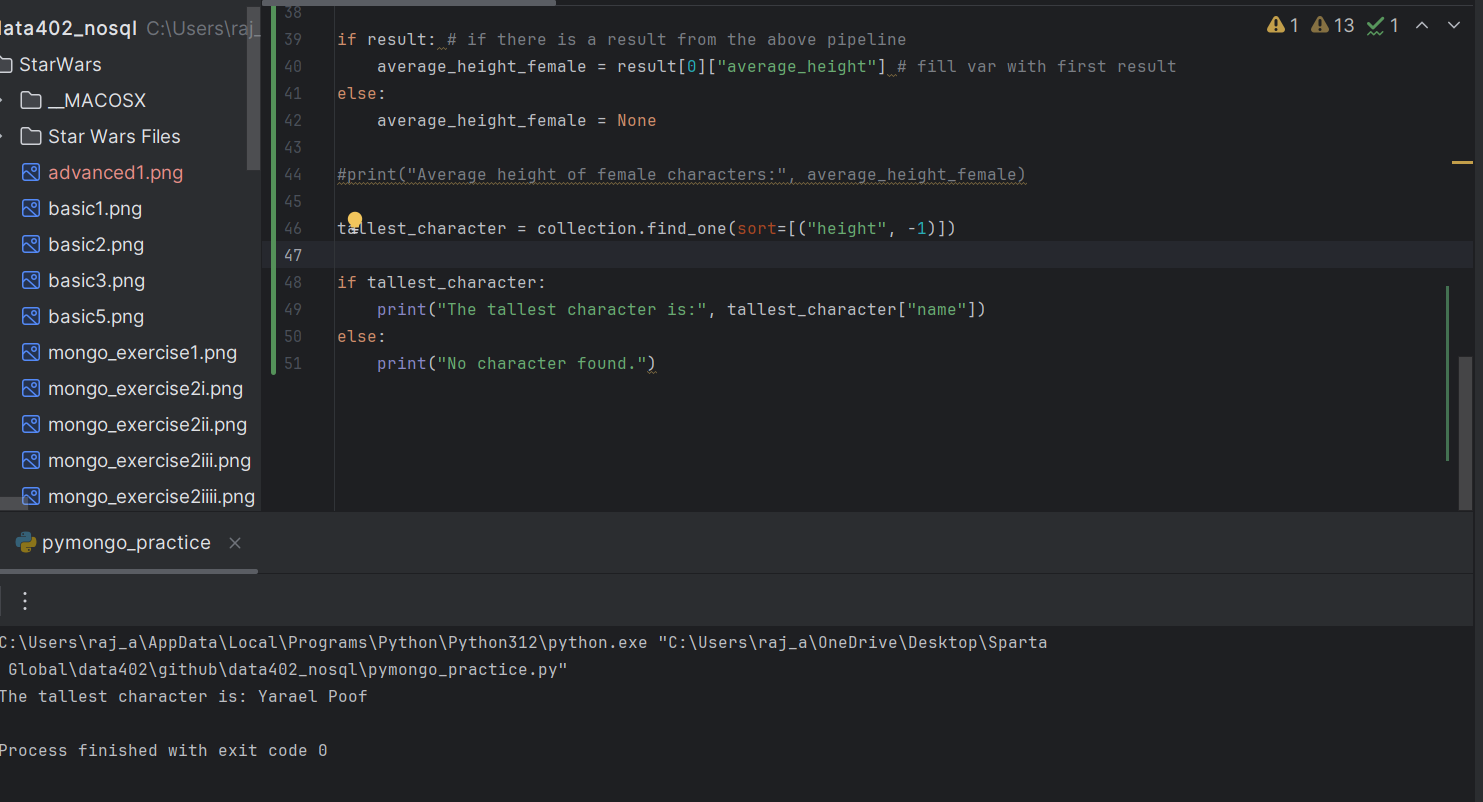 data402_nosql C:\Users\raj_
StarWars
__MACOSX
Star Wars Files
advanced1.png
basic1.png
basic2.png
basic3.png
basic5.png
mongo_exercise1.png
mongo_exercise2i.png
mongo_exercise2ii.png
mongo_exercise2iii.png
mongo_exercise2iiii.png
1 13 1
38
39 if result: # if there is a result from the above pipeline
40     average_height_female = result[0]["average_height"] # fill var with first result
41 else:
42     average_height_female = None
43
44 #print("Average height of female characters:", average_height_female)
45
46 tallest_character = collection.find_one(sort=[("height", -1)])
47
48 if tallest_character:
49     print("The tallest character is:", tallest_character["name"])
50 else:
51     print("No character found.")
pymongo_practice
C:\Users\raj_a\AppData\Local\Programs\Python\Python312\python.exe "C:\Users\raj_a\OneDrive\Desktop\Sparta
Global\data402\github\data402_nosql\pymongo_practice.py"
The tallest character is: Yarael Poof
Process finished with exit code 0